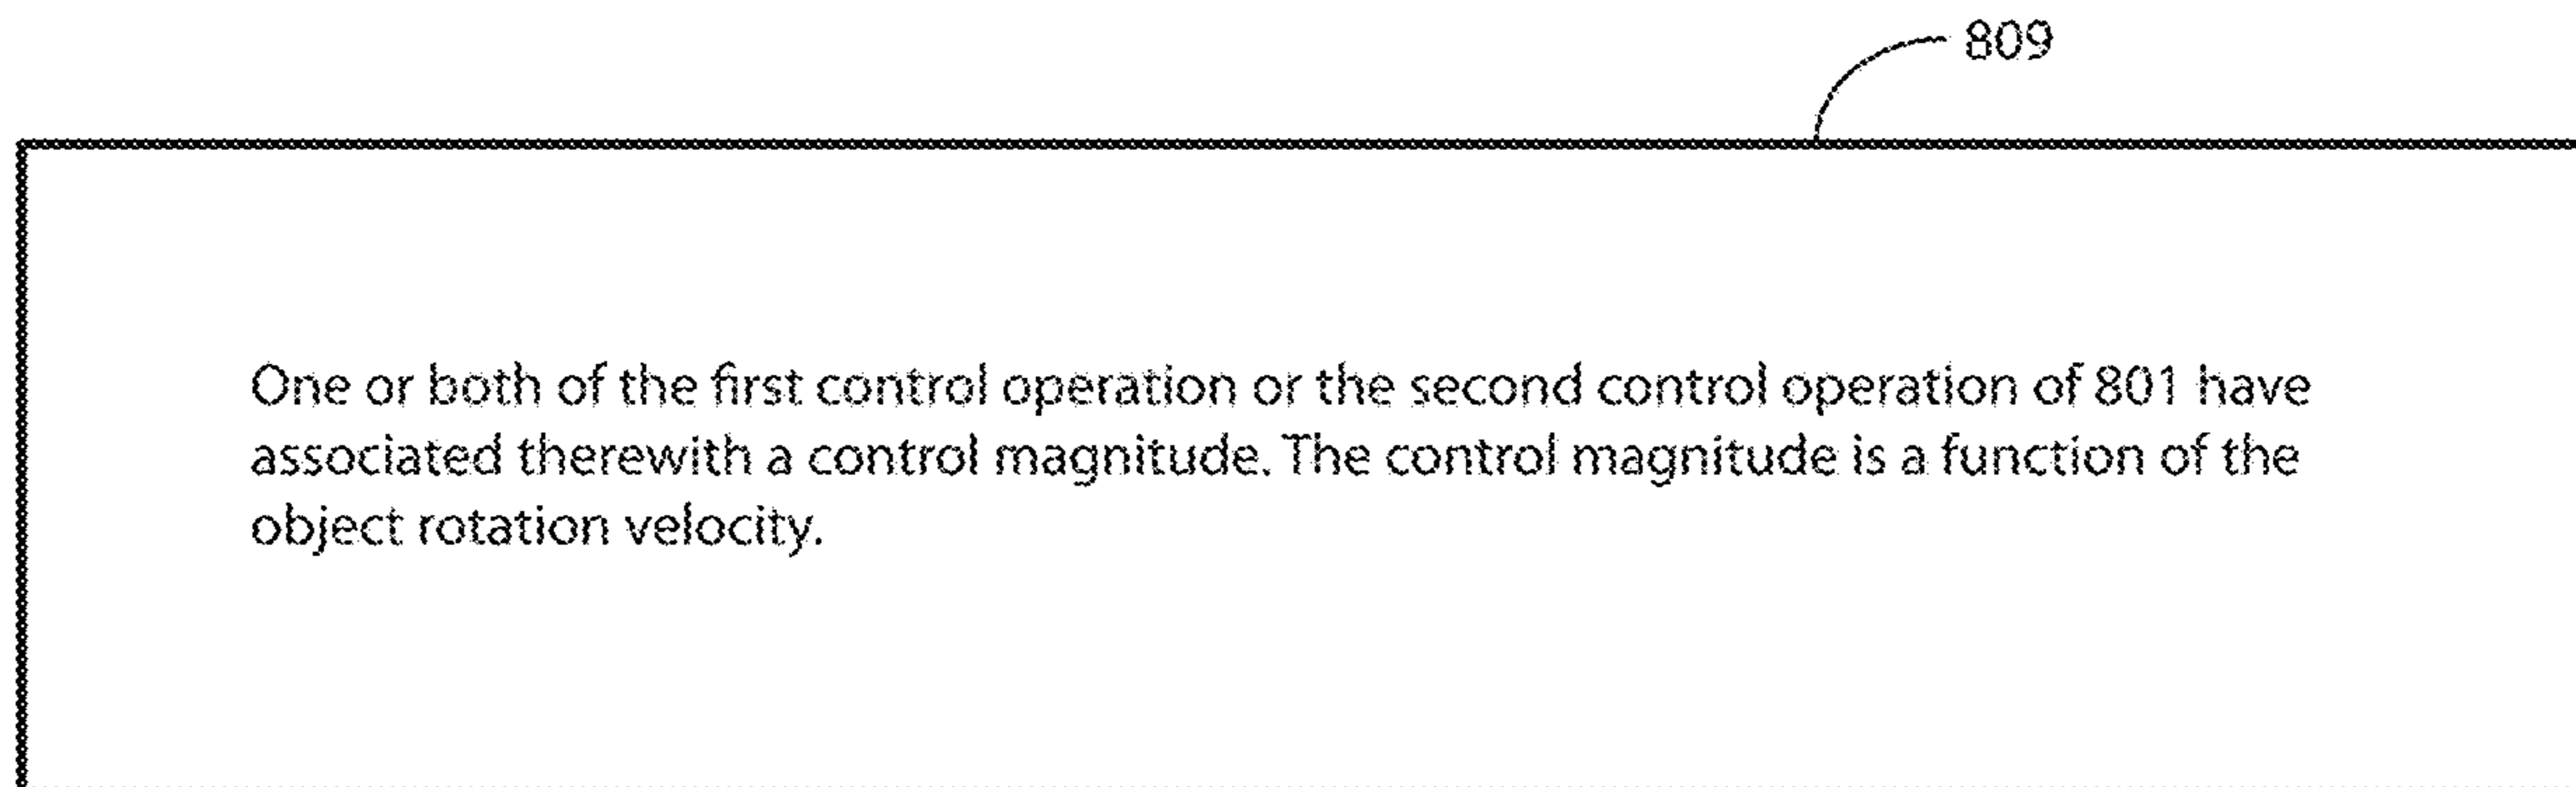 809
One or both of the first control operation or the second control operation of 801 have
associated therewith a control magnitude. The control magnitude is a function of the
object rotation velocity.